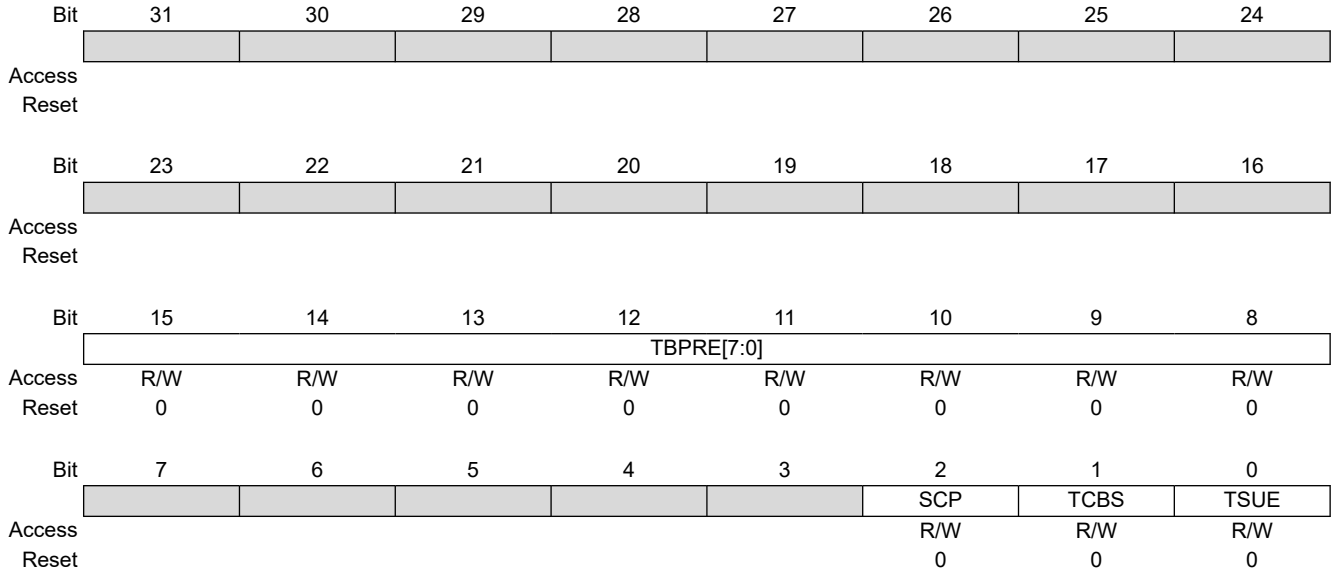 Bit 31 30 29 28 27 26 25 24
Access
Reset
Bit 23 22 21 20 19 18 17 16
Access
Reset
Bit 15 14 13 12 11 10 9 8
TBPRE[7:0]
Access R/W R/W R/W R/W R/W R/W R/W R/W
Reset 0 0 0 0 0 0 0 0
Bit 7 6 5 4 3 2 1 0
SCP TCBS TSUE
Access R/W R/W R/W
Reset 0 0 0